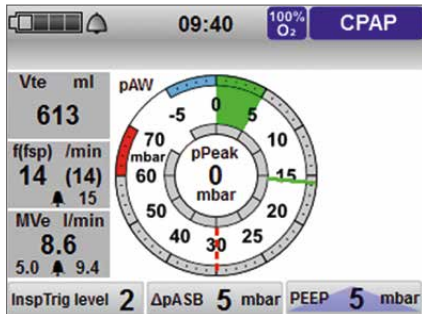 09:40
100%
O₂
CPAP
Vte ml
613
f(fsp) /min
14 (14)
15
MVe l/min
8.6
5.0 9.4
pAW
-5 0 5
10
15
20
25
30
40
50
60
70
mbar
pPeak
0
mbar
InspTrig level 2
ΔpASB 5 mbar
PEEP 5 mbar